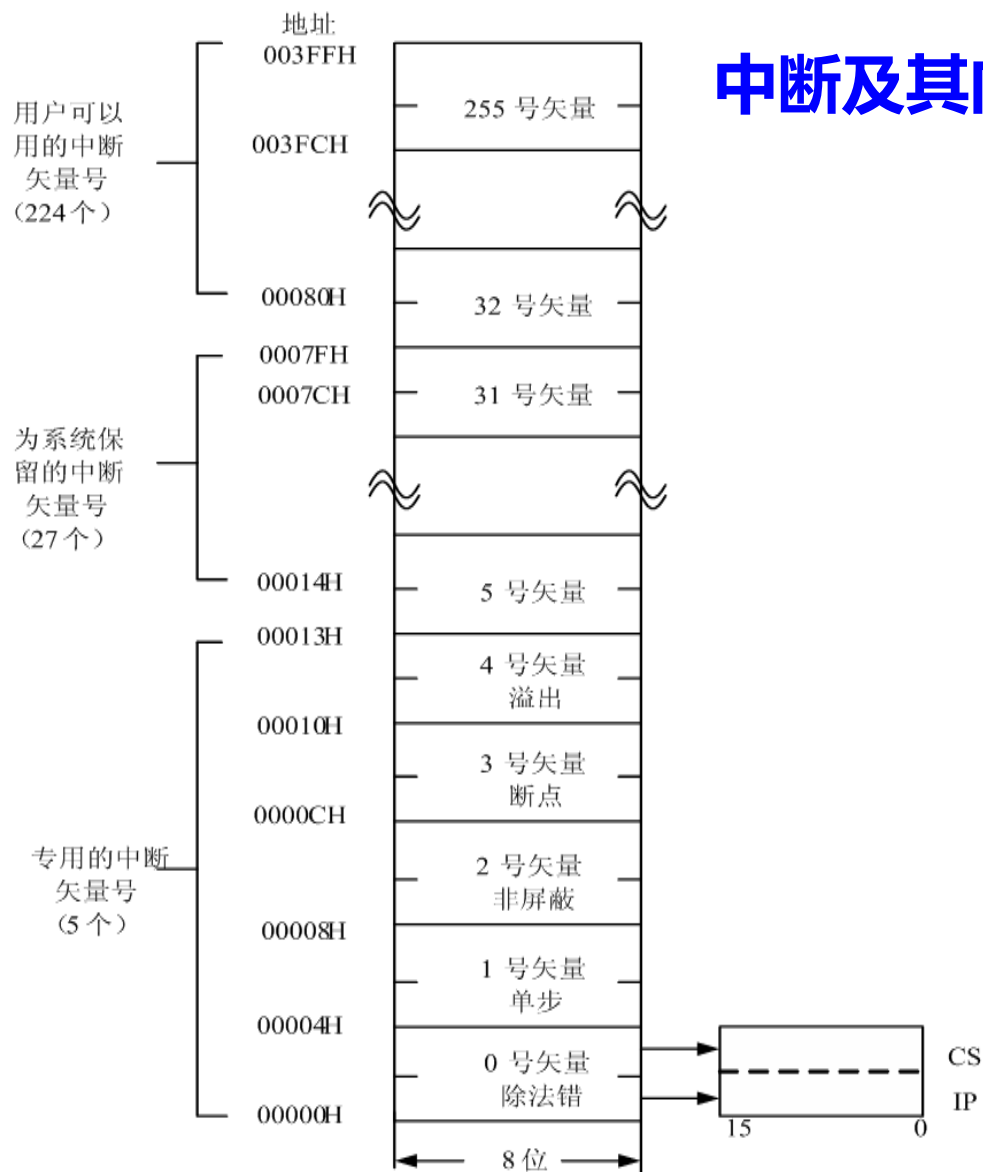 地址
003FFH
中断及其
255 号矢量
用户可以
用的中断
矢量号
(224个)
003FCH
00080H
32 号矢量
0007FH
0007CH
31 号矢量
为系统保
留的中断
矢量号
(27个)
00014H
5 号矢量
00013H
4 号矢量
溢出
00010H
3 号矢量
断点
0000CH
专用的中断
矢量号
(5个)
2 号矢量
非屏蔽
00008H
1 号矢量
单步
00004H
0 号矢量
除法错
00000H
CS
IP
15
0
8位